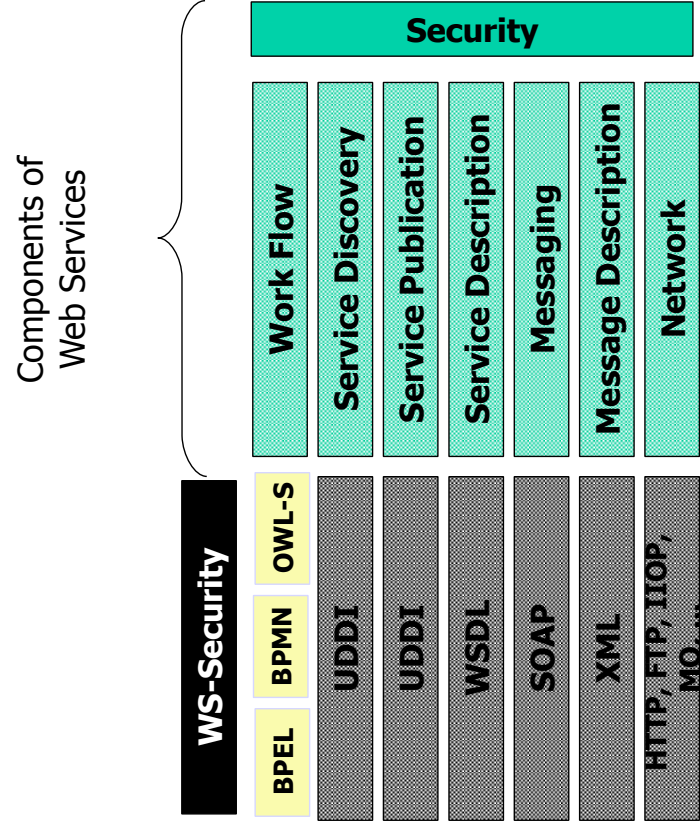 Security
Components of
Web Services
Work Flow
Service Discovery
Service Publication
Service Description
Messaging
Message Description
Network
WS-Security
BPEL
BPMN
OWL-S
UDDI
UDDI
WSDL
SOAP
XML
HTTP, FTP, IIOP,
MQ, ...